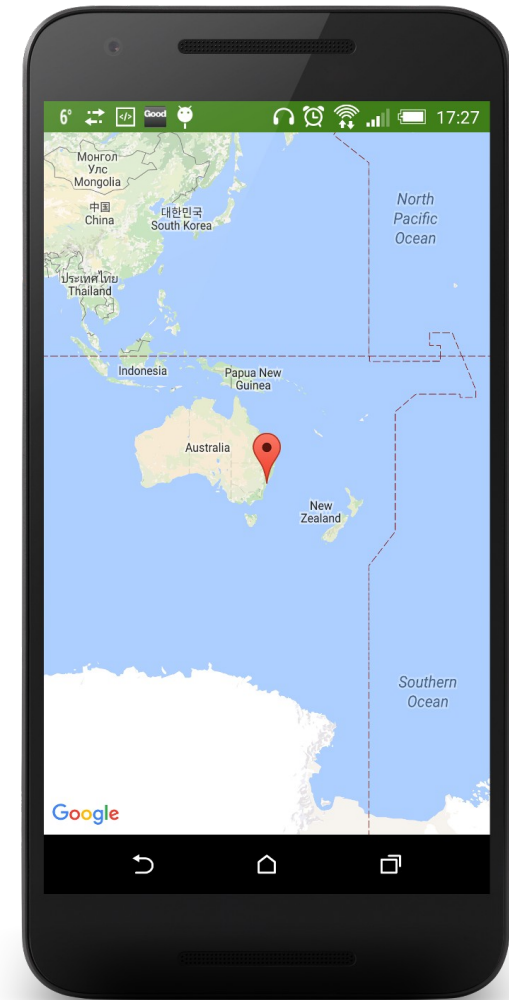 6° Good 17:27
Монгол
Улс
Mongolia
中国
China
대한민국
South Korea
North
Pacific
Ocean
ประเทศไทย
Thailand
Indonesia
Papua New
Guinea
Australia
New
Zealand
Southern
Ocean
Google